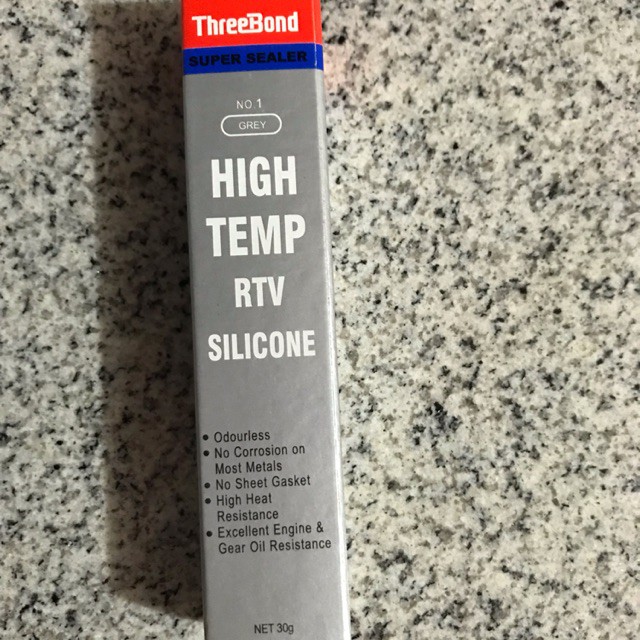 ThreeBond
SUPER SEALER
NO.1
GREY
HIGH
TEMP
RTV
SILICONE
• Odourless
• No Corrosion on
Most Metals
• No Sheet Gasket
• High Heat
Resistance
• Excellent Engine &
Gear Oil Resistance
NET 30g